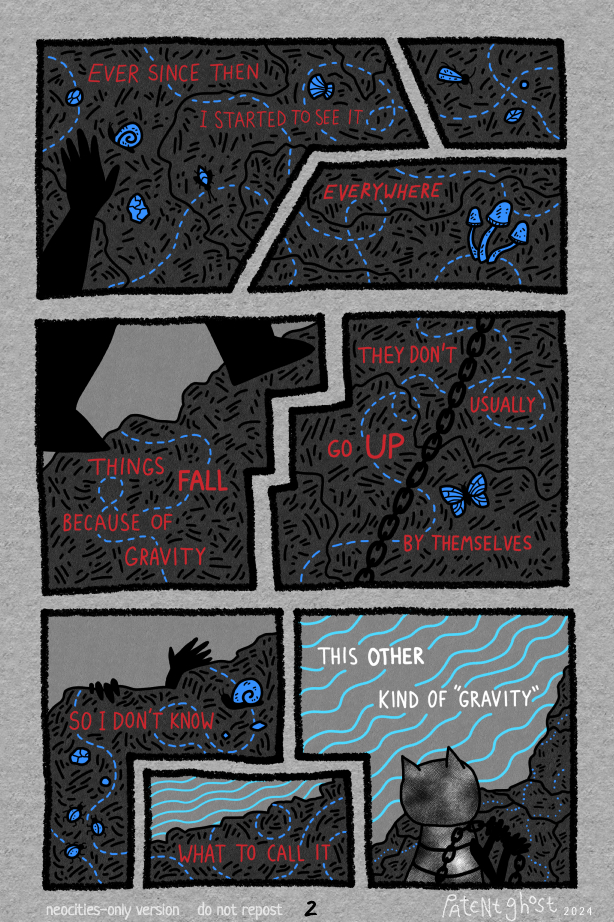 EVER SINCE THEN
I STARTED TO SEE IT
EVERYWHERE
THINGS
FALL
BECAUSE OF
GRAVITY
THEY DON'T
USUALLY
GO UP
BY THEMSELVES
SO I DON'T KNOW
WHAT TO CALL IT
THIS OTHER
KIND OF "GRAVITY"
neocities-only version do not repost 2 Patent ghost 2024